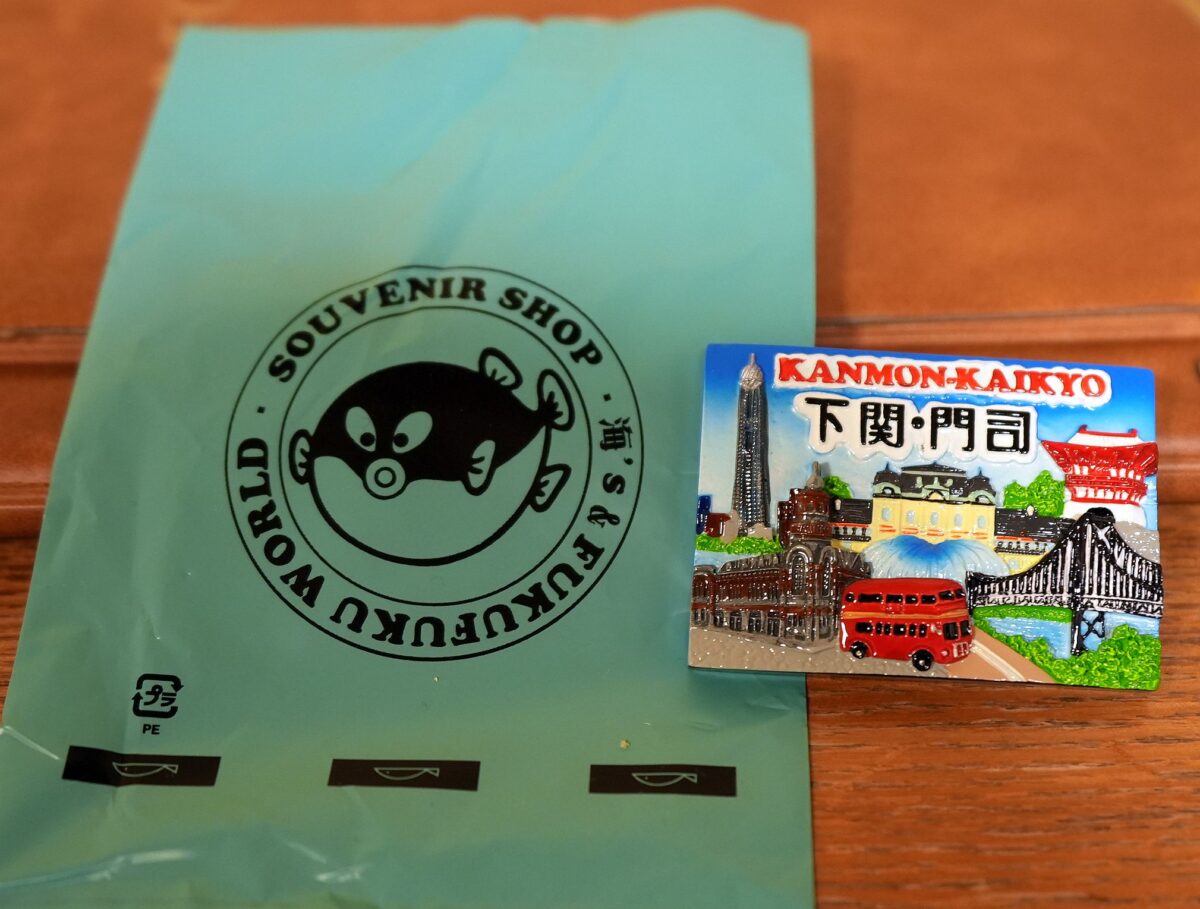 SOUVENIR SHOP · 海's & FUKUFUKU WORLD ·
プラ
PE
KANMON-KAIKYO
下関・門司